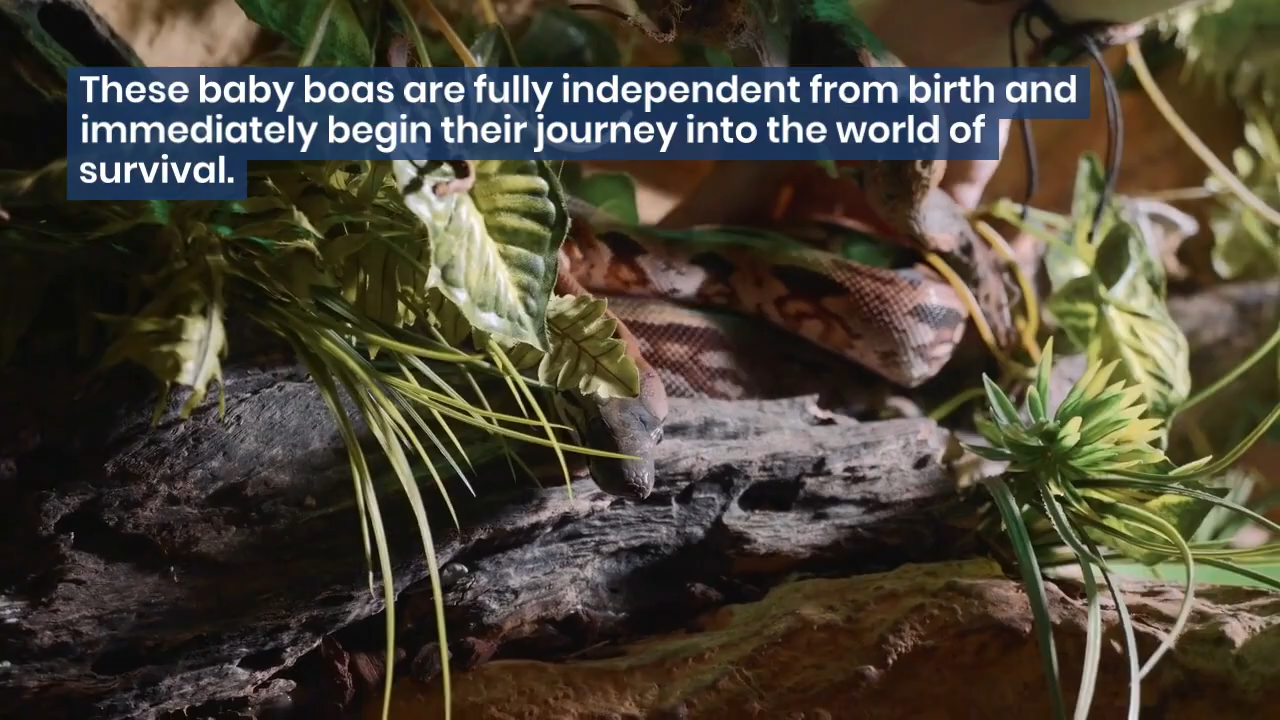 These baby boas are fully independent from birth and
immediately begin their journey into the world of
survival.